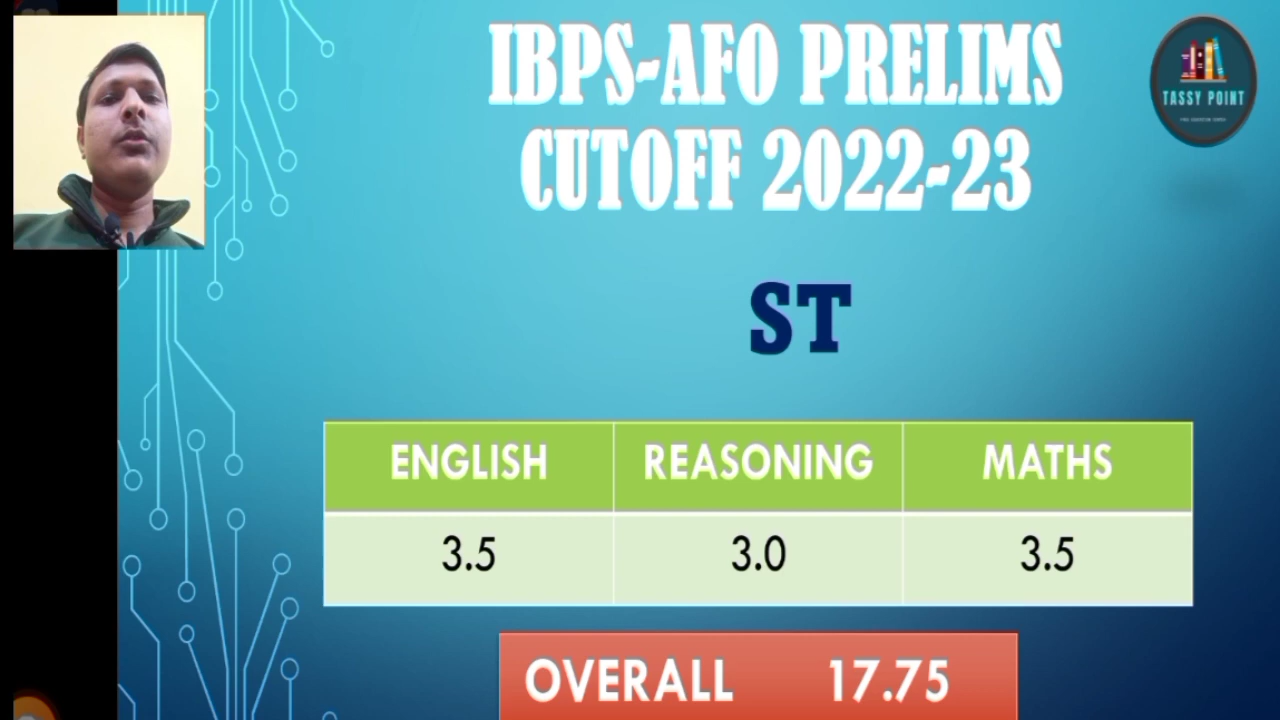 IBPS-AFO PRELIMS
CUTOFF 2022-23
TASSY POINT
ST
ENGLISH REASONING MATHS
3.5 3.0 3.5
OVERALL 17.75